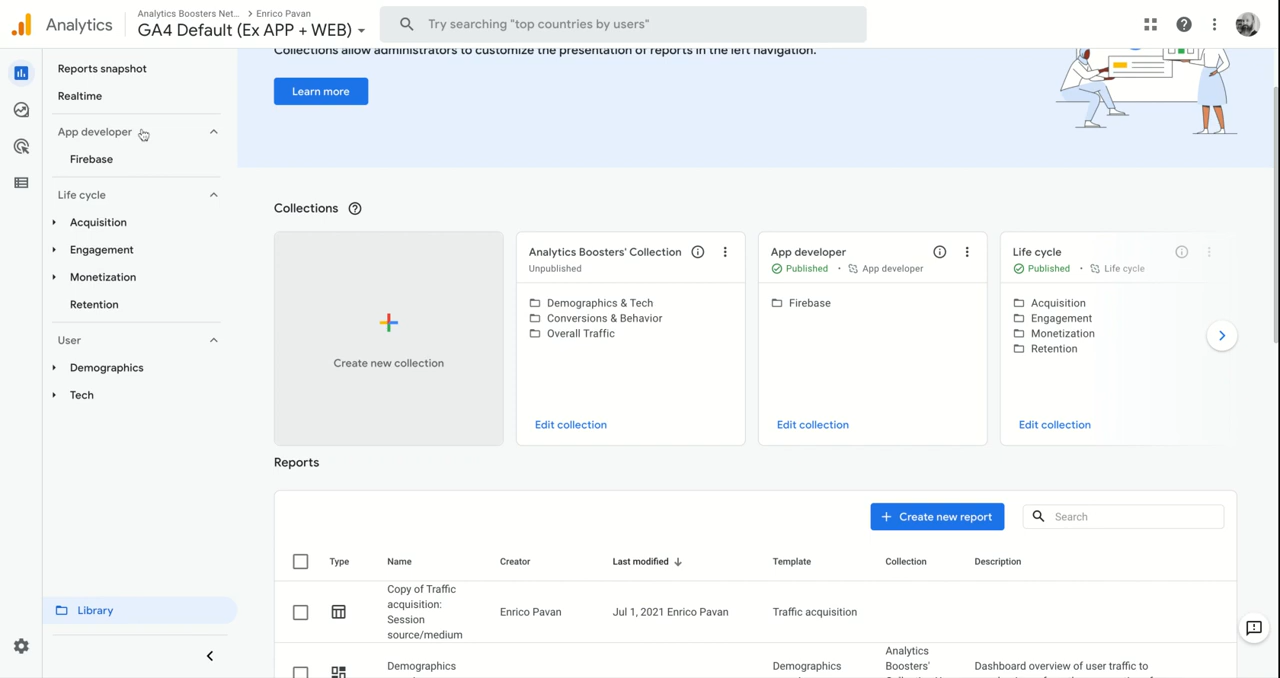 Analytics
Analytics Boosters Net... > Enrico Pavan
GA4 Default (Ex APP + WEB)
Try searching "top countries by users"
Reports snapshot
Realtime
App developer
Firebase
Life cycle
Acquisition
Engagement
Monetization
Retention
User
Demographics
Tech
Library
Collections allow administrators to customize the presentation of reports in the left navigation.
Learn more
Collections
Create new collection
Analytics Boosters' Collection
Unpublished
Demographics & Tech
Conversions & Behavior
Overall Traffic
Edit collection
App developer
Published • App developer
Firebase
Edit collection
Life cycle
Published • Life cycle
Acquisition
Engagement
Monetization
Retention
Edit collection
Reports
+ Create new report
Search
Type Name Creator Last modified Template Collection Description
Copy of Traffic
acquisition:
Session
source/medium
Enrico Pavan
Jul 1, 2021 Enrico Pavan
Traffic acquisition
Demographics
Demographics
Analytics
Boosters'
Dashboard overview of user traffic to